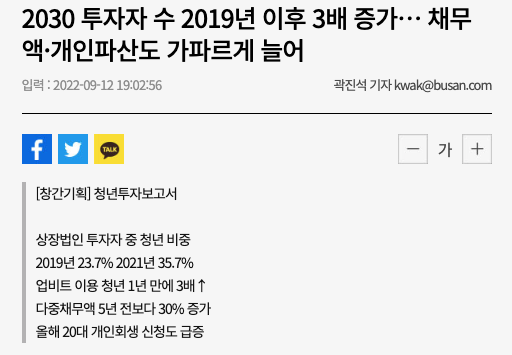 2030 투자자 수 2019년 이후 3배 증가… 채무
액·개인파산도 가파르게 늘어
입력 : 2022-09-12 19:02:56
곽진석 기자 kwak@busan.com
f
TALK
가
[창간기획] 청년투자보고서
상장법인 투자자 중 청년 비중
2019년 23.7% 2021년 35.7%
업비트 이용 청년 1년 만에 3배↑
다중채무액 5년 전보다 30% 증가
올해 20대 개인회생 신청도 급증